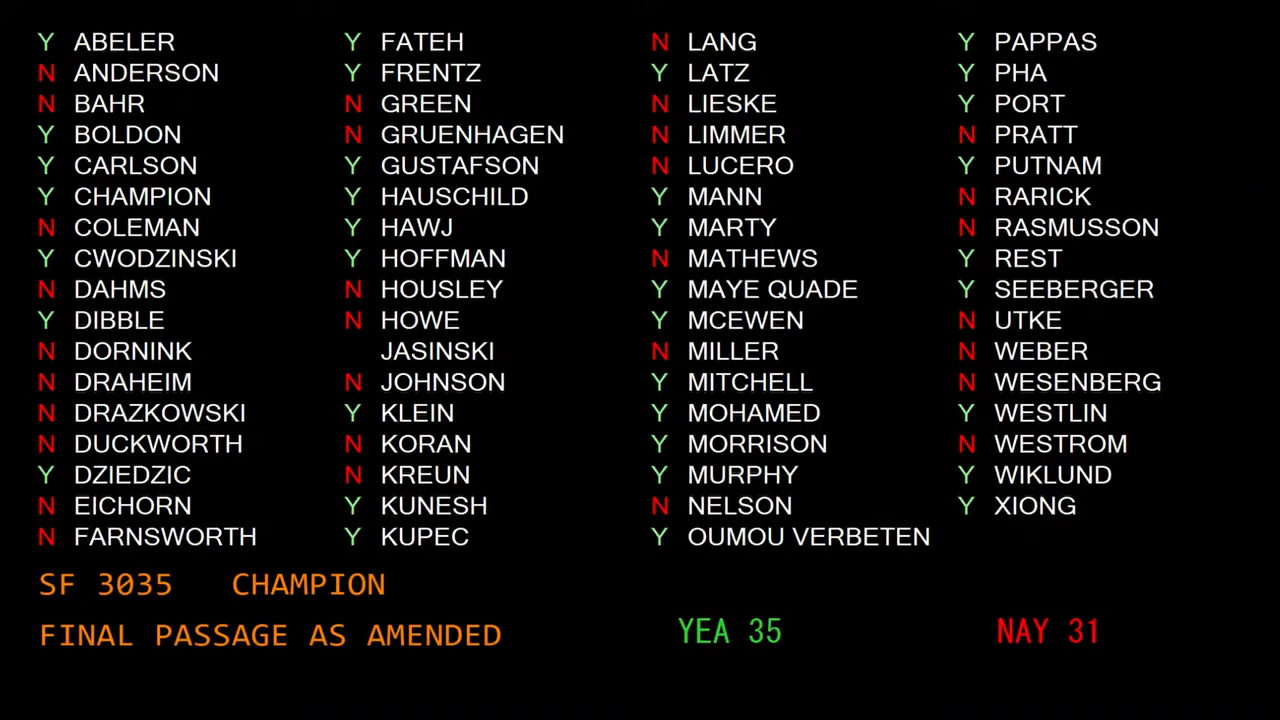 Y ABELER
N ANDERSON
N BAHR
Y BOLDON
Y CARLSON
Y CHAMPION
N COLEMAN
Y CWODZINSKI
N DAHMS
Y DIBBLE
N DORNINK
N DRAHEIM
N DRAZKOWSKI
N DUCKWORTH
Y DZIEDZIC
N EICHORN
N FARNSWORTH
Y FATEH
Y FRENTZ
N GREEN
N GRUENHAGEN
Y GUSTAFSON
Y HAUSCHILD
Y HAWJ
Y HOFFMAN
N HOUSLEY
N HOWE
JASINSKI
N JOHNSON
Y KLEIN
N KORAN
N KREUN
Y KUNESH
Y KUPEC
N LANG
Y LATZ
N LIESKE
N LIMMER
N LUCERO
Y MANN
Y MARTY
N MATHEWS
Y MAYE QUADE
Y MCEWEN
N MILLER
Y MITCHELL
Y MOHAMED
Y MORRISON
Y MURPHY
N NELSON
Y OUMOU VERBETEN
Y PAPPAS
Y PHA
Y PORT
N PRATT
Y PUTNAM
N RARICK
N RASMUSSON
Y REST
Y SEEBERGER
N UTKE
N WEBER
N WESENBERG
Y WESTLIN
N WESTROM
Y WIKLUND
Y XIONG
SF 3035 CHAMPION
FINAL PASSAGE AS AMENDED
YEA 35
NAY 31